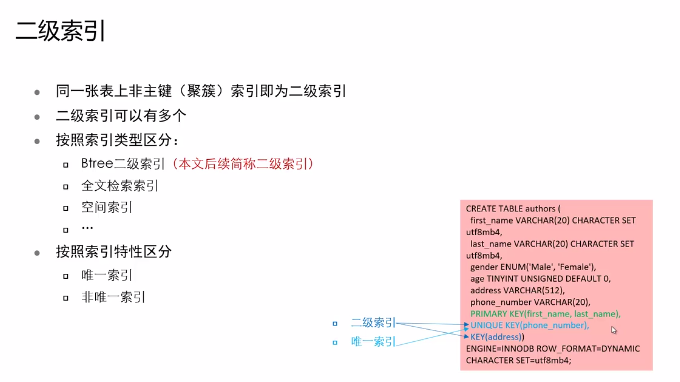 二级索引
同一张表上非主键（聚簇）索引即为二级索引
二级索引可以有多个
按照索引类型区分：
Btree二级索引（本文后续简称二级索引）
全文检索索引
空间索引
…
按照索引特性区分
唯一索引
非唯一索引
二级索引
唯一索引
CREATE TABLE authors (
first_name VARCHAR(20) CHARACTER SET
utf8mb4,
last_name VARCHAR(20) CHARACTER SET
utf8mb4,
gender ENUM('Male', 'Female'),
age TINYINT UNSIGNED DEFAULT 0,
address VARCHAR(512),
phone_number VARCHAR(20),
PRIMARY KEY(first_name, last_name),
UNIQUE KEY(phone_number),
KEY(address))
ENGINE=INNODB ROW_FORMAT=DYNAMIC
CHARACTER SET=utf8mb4;